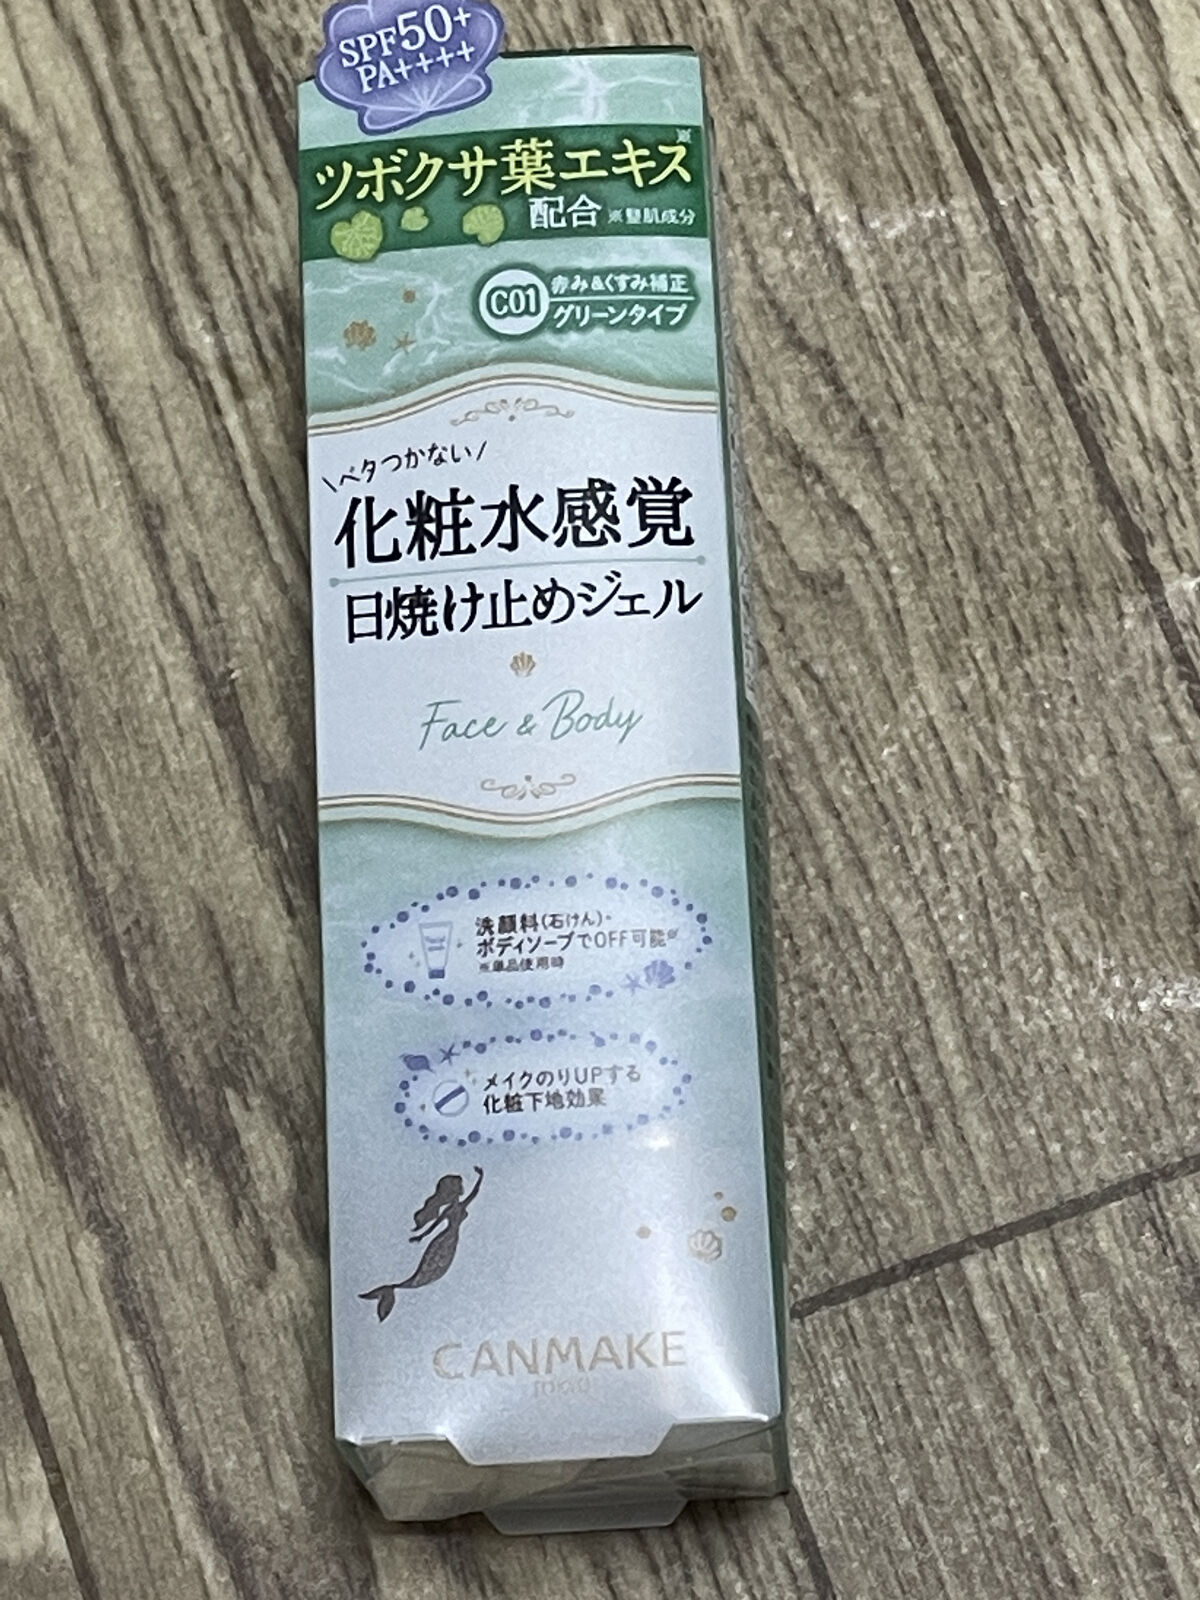 SPF50+
PA++++
ツボクサ葉エキス※
配合 ※整肌成分
C01
赤み&くすみ補正
グリーンタイプ
\ベタつかない/
化粧水感覚
日焼け止めジェル
Face & Body
洗顔料(石けん)・
ボディソープでOFF可能※
※単品使用時
メイクのりUPする
化粧下地効果
CANMAKE
TOKYO